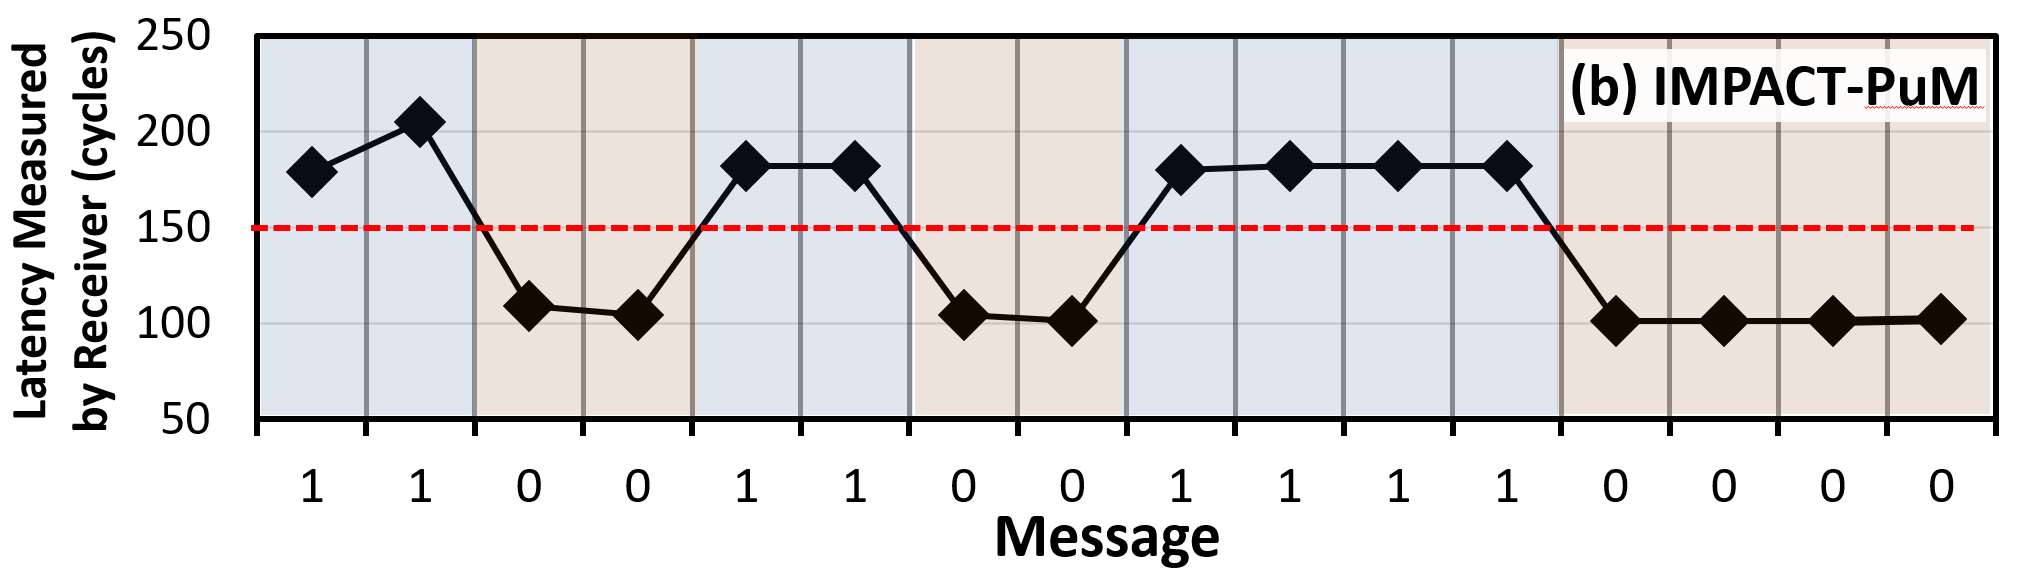 Latency Measured
by Receiver (cycles)
250
200
150
100
50
(b) IMPACT-PuM
1 1 0 0 1 1 0 0 1 1 1 1 0 0 0 0
Message